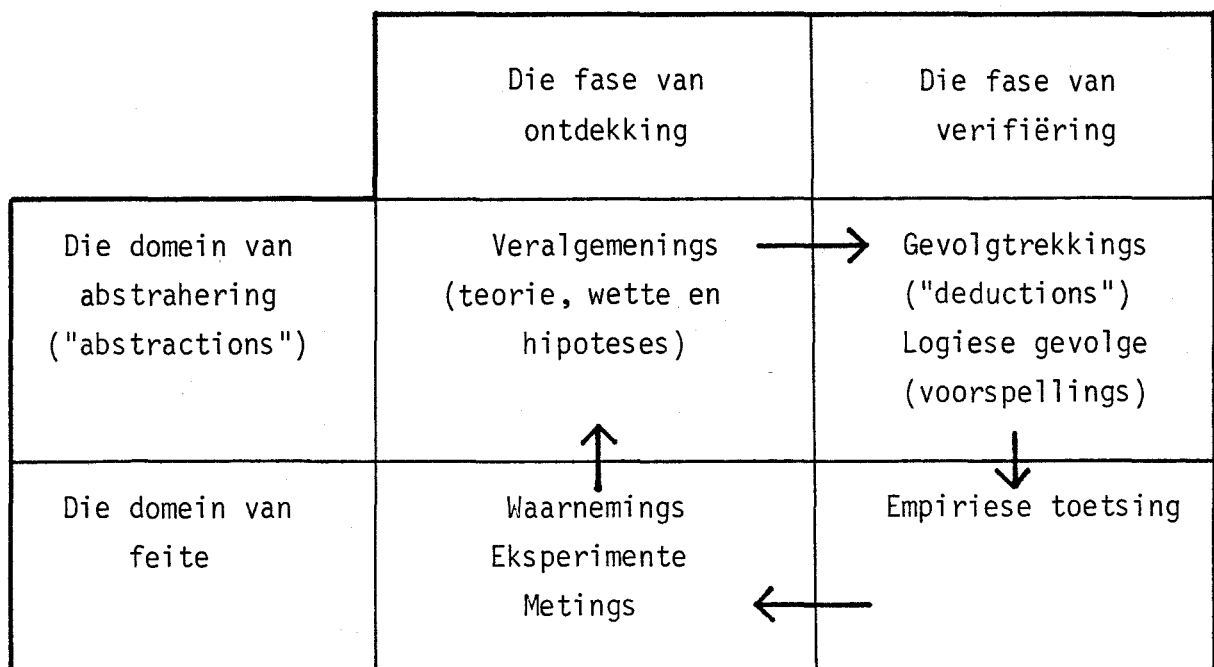 Die fase van
ontdekking
Die fase van
verifiëring
Die domein van
abstrahering
("abstractions")
Veralgemenings
(teorie, wette en
hipoteses)
Gevolgtrekkings
("deductions")
Logiese gevolge
(voorspellings)
Die domein van
feite
Waarnemings
Eksperimente
Metings
Empiriese toetsing